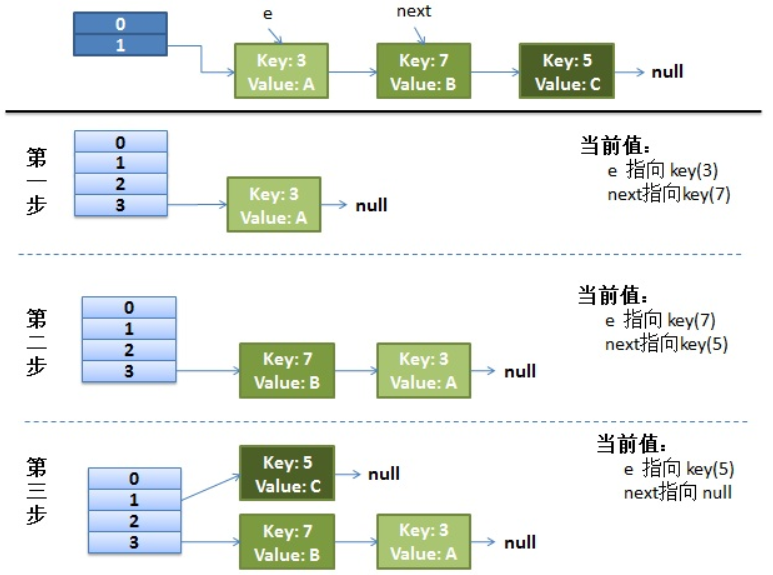 e
next
0
1
Key: 3
Value: A
Key: 7
Value: B
Key: 5
Value: C
null
第一步
0
1
2
3
Key: 3
Value: A
null
当前值：
e 指向 key(3)
next指向key(7)
第二步
0
1
2
3
Key: 7
Value: B
Key: 3
Value: A
null
当前值：
e 指向 key(7)
next指向key(5)
第三步
0
1
2
3
Key: 5
Value: C
null
Key: 7
Value: B
Key: 3
Value: A
null
当前值：
e 指向 key(5)
next指向 null